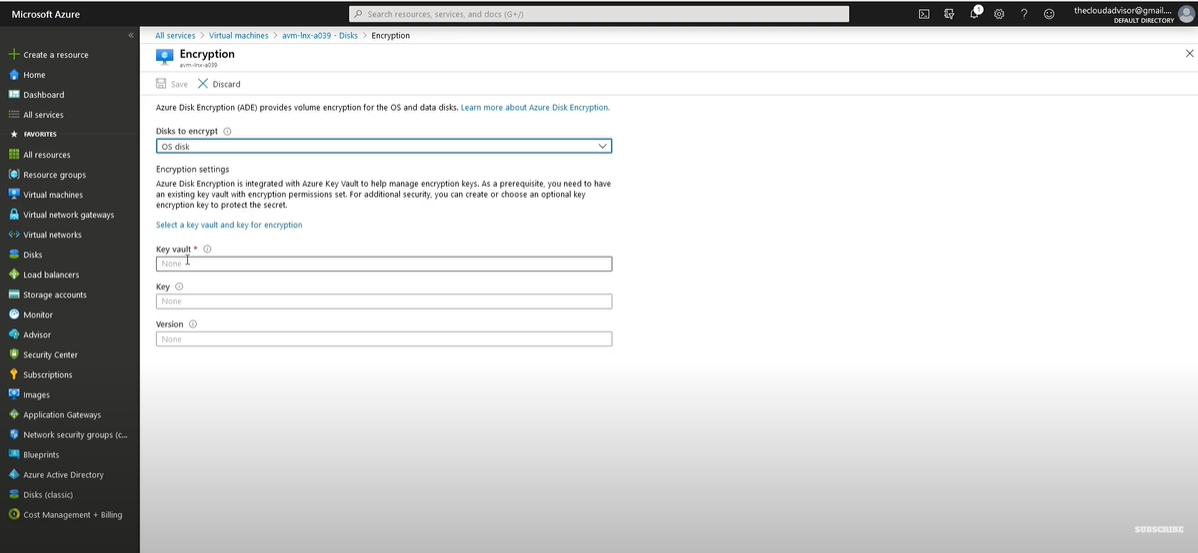 Microsoft Azure
Search resources, services, and docs (G+/)
1
thecloudadvisor@gmail....
DEFAULT DIRECTORY
«
Create a resource
Home
Dashboard
All services
FAVORITES
All resources
Resource groups
Virtual machines
Virtual network gateways
Virtual networks
Disks
Load balancers
Storage accounts
Monitor
Advisor
Security Center
Subscriptions
Images
Application Gateways
Network security groups (c...
Blueprints
Azure Active Directory
Disks (classic)
Cost Management + Billing
All services > Virtual machines > avm-lnx-a039 - Disks > Encryption
Encryption
avm-lnx-a039
Save Discard
Azure Disk Encryption (ADE) provides volume encryption for the OS and data disks. Learn more about Azure Disk Encryption.
Disks to encrypt
OS disk
Encryption settings
Azure Disk Encryption is integrated with Azure Key Vault to help manage encryption keys. As a prerequisite, you need to have
an existing key vault with encryption permissions set. For additional security, you can create or choose an optional key
encryption key to protect the secret.
Select a key vault and key for encryption
Key vault *
None
Key
None
Version
None
SUBSCRIBE